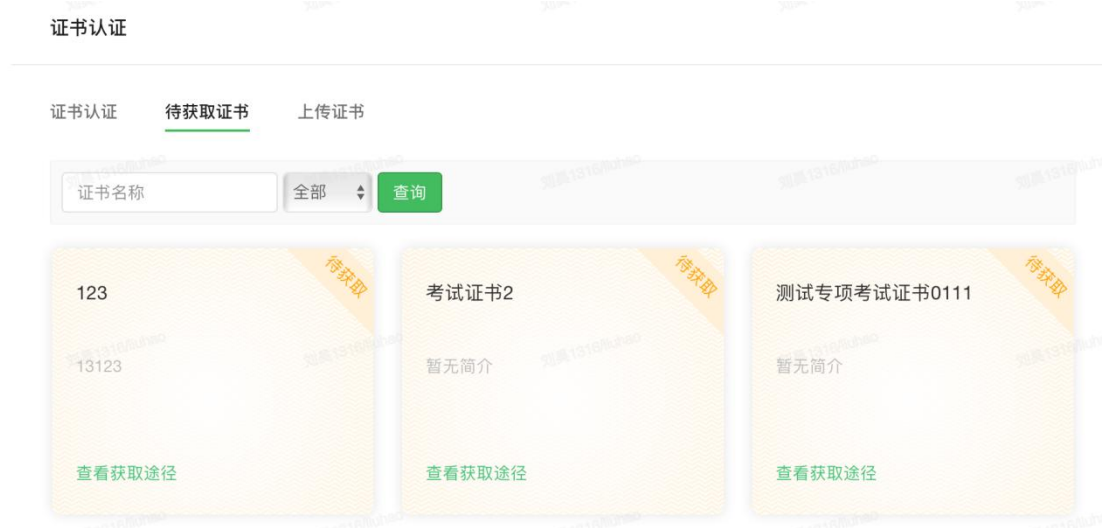 证书认证
证书认证 待获取证书 上传证书
证书名称 全部 查询
待获取 待获取 待获取
123 考试证书2 测试专项考试证书0111
13123 暂无简介 暂无简介
查看获取途径 查看获取途径 查看获取途径